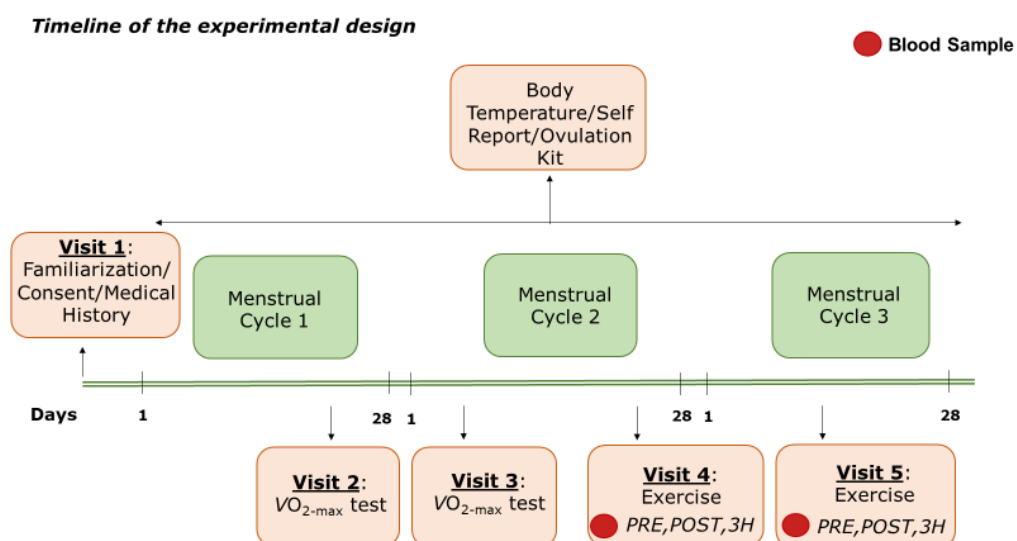 Timeline of the experimental design
Blood Sample
Body
Temperature/Self
Report/Ovulation
Kit
Visit 1:
Familiarization/
Consent/Medical
History
Menstrual
Cycle 1
Menstrual
Cycle 2
Menstrual
Cycle 3
Days 1 28 1 28 1 28
Visit 2:
VO2-max test
Visit 3:
VO2-max test
Visit 4:
Exercise
PRE,POST,3H
Visit 5:
Exercise
PRE,POST,3H